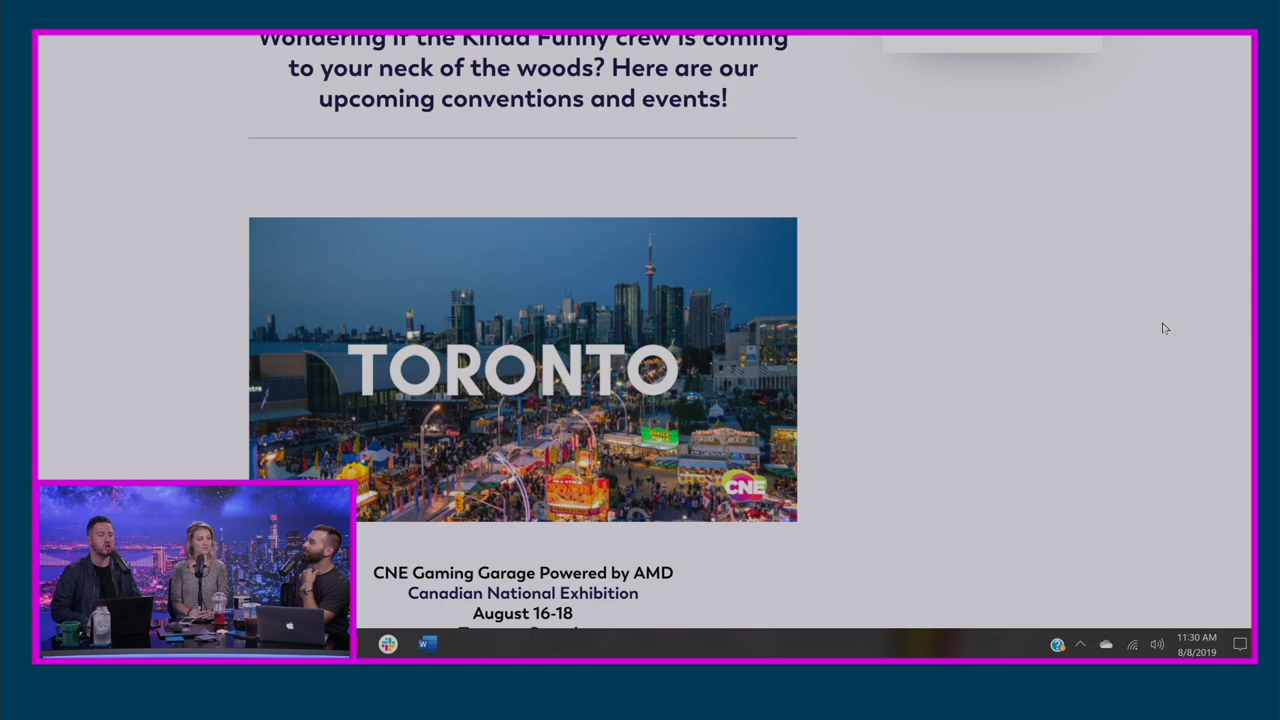 Wondering if the Kinda Funny crew is coming
to your neck of the woods? Here are our
upcoming conventions and events!
TORONTO
CNE
CNE Gaming Garage Powered by AMD
Canadian National Exhibition
August 16-18
W
11:30 AM
8/8/2019